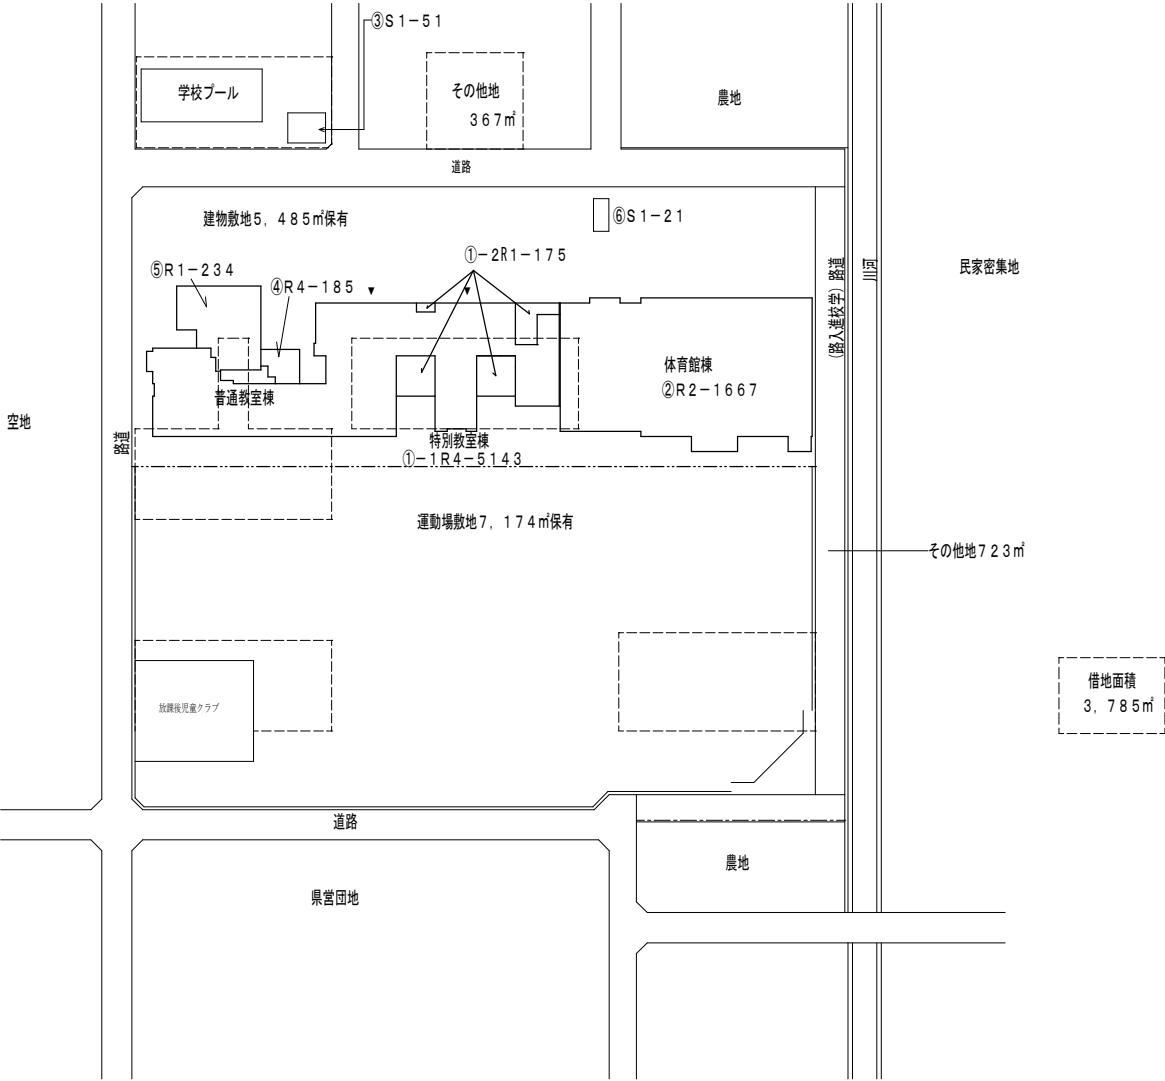 ③S1-51
学校プール
その他地
367㎡
農地
道路
建物敷地5,485㎡保有
⑥S1-21
①-2R1-175
⑤R1-234
④R4-185
(学校進入路) 道路
河川
民家密集地
体育館棟
②R2-1667
普通教室棟
空地
道路
特別教室棟
①-1R4-5143
運動場敷地7,174㎡保有
その他地723㎡
借地面積
3,785㎡
放課後児童クラブ
道路
農地
県営団地